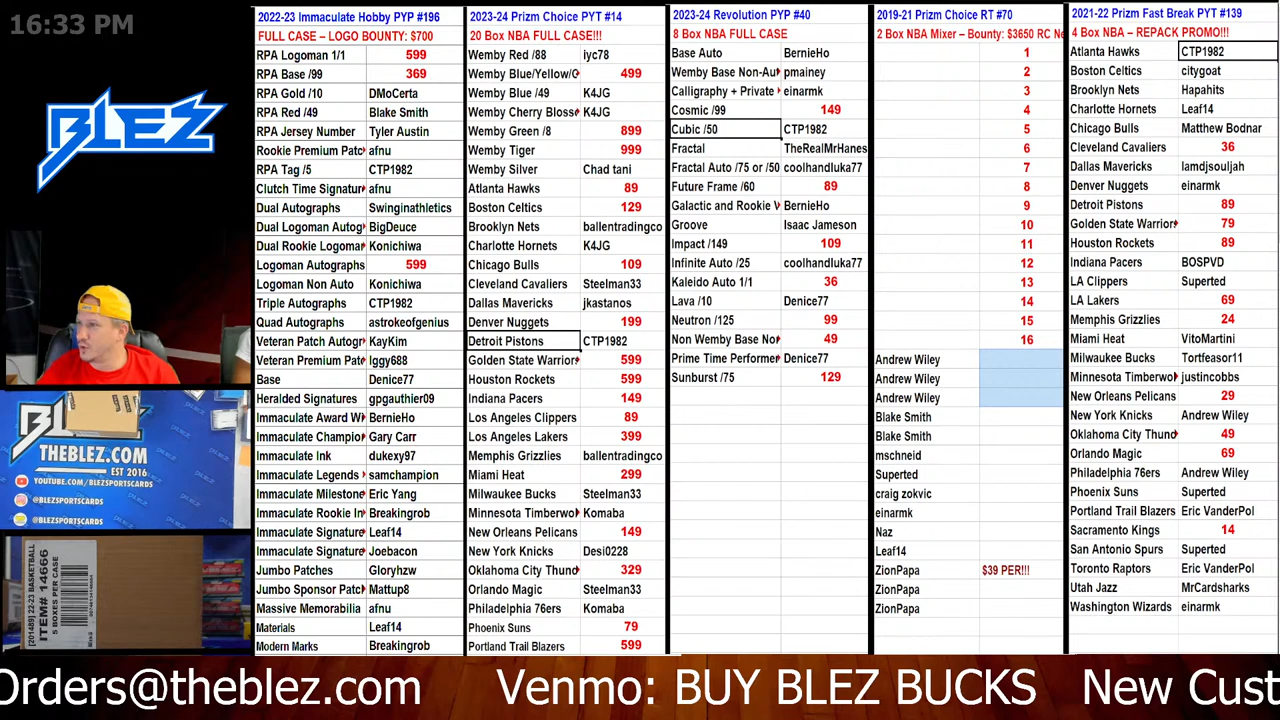 16:33 PM
BLEZ
BLEZ
THEBLEZ.COM
EST 2016
YOUTUBE.COM/BLEZSPORTSCARDS
@BLEZSPORTSCARDS
@BLEZSPORTSCARDS
[201489] 22-23 BASKETBALL
ITEM# 14666
5 BOXES PER CASE
2022-23 Immaculate Hobby PYP #196
FULL CASE – LOGO BOUNTY: $700
RPA Logoman 1/1 599
RPA Base /99 369
RPA Gold /10 DMoCerta
RPA Red /49 Blake Smith
RPA Jersey Number Tyler Austin
Rookie Premium Patc afnu
RPA Tag /5 CTP1982
Clutch Time Signatur afnu
Dual Autographs Swinginathletics
Dual Logoman Autog BigDeuce
Dual Rookie Logomar Konichiwa
Logoman Autographs 599
Logoman Non Auto Konichiwa
Triple Autographs CTP1982
Quad Autographs astrokeofgenius
Veteran Patch Autogr KayKim
Veteran Premium Pat Iggy688
Base Denice77
Heralded Signatures gpgauthier09
Immaculate Award W BernieHo
Immaculate Champio Gary Carr
Immaculate Ink dukexy97
Immaculate Legends samchampion
Immaculate Milestone Eric Yang
Immaculate Rookie In Breakingrob
Immaculate Signature Leaf14
Immaculate Signature Joebacon
Jumbo Patches Gloryhzw
Jumbo Sponsor Patc Mattup8
Massive Memorabilia afnu
Materials Leaf14
Modern Marks Breakingrob
2023-24 Prizm Choice PYT #14
20 Box NBA FULL CASE!!!
Wemby Red /88 iyc78
Wemby Blue/Yellow/G 499
Wemby Blue /49 K4JG
Wemby Cherry Blosso K4JG
Wemby Green /8 899
Wemby Tiger 999
Wemby Silver Chad tani
Atlanta Hawks 89
Boston Celtics 129
Brooklyn Nets ballentradingco
Charlotte Hornets K4JG
Chicago Bulls 109
Cleveland Cavaliers Steelman33
Dallas Mavericks jkastanos
Denver Nuggets 199
Detroit Pistons CTP1982
Golden State Warrior 599
Houston Rockets 599
Indiana Pacers 149
Los Angeles Clippers 89
Los Angeles Lakers 399
Memphis Grizzlies ballentradingco
Miami Heat 299
Milwaukee Bucks Steelman33
Minnesota Timberwo Komaba
New Orleans Pelicans 149
New York Knicks Desi0228
Oklahoma City Thund 329
Orlando Magic Steelman33
Philadelphia 76ers Komaba
Phoenix Suns 79
Portland Trail Blazers 599
2023-24 Revolution PYP #40
8 Box NBA FULL CASE
Base Auto BernieHo
Wemby Base Non-Au pmainey
Calligraphy + Private einarmk
Cosmic /99 149
Cubic /50 CTP1982
Fractal TheRealMrHanes
Fractal Auto /75 or /50 coolhandluka77
Future Frame /60 89
Galactic and Rookie V BernieHo
Groove Isaac Jameson
Impact /149 109
Infinite Auto /25 coolhandluka77
Kaleido Auto 1/1 36
Lava /10 Denice77
Neutron /125 99
Non Wemby Base Nor 49
Prime Time Performer Denice77
Sunburst /75 129
2019-21 Prizm Choice RT #70
2 Box NBA Mixer – Bounty: $3650 RC Ne
1
2
3
4
5
6
7
8
9
10
11
12
13
14
15
16
Andrew Wiley
Andrew Wiley
Andrew Wiley
Blake Smith
Blake Smith
mschneid
Superted
craig zokvic
einarmk
Naz
Leaf14
ZionPapa $39 PER!!!
ZionPapa
ZionPapa
2021-22 Prizm Fast Break PYT #139
4 Box NBA – REPACK PROMO!!!
Atlanta Hawks CTP1982
Boston Celtics citygoat
Brooklyn Nets Hapahits
Charlotte Hornets Leaf14
Chicago Bulls Matthew Bodnar
Cleveland Cavaliers 36
Dallas Mavericks Iamdjsouljah
Denver Nuggets einarmk
Detroit Pistons 89
Golden State Warrior 79
Houston Rockets 89
Indiana Pacers BOSPVD
LA Clippers Superted
LA Lakers 69
Memphis Grizzlies 24
Miami Heat VitoMartini
Milwaukee Bucks Tortfeasor11
Minnesota Timberwo justincobbs
New Orleans Pelicans 29
New York Knicks Andrew Wiley
Oklahoma City Thund 49
Orlando Magic 69
Philadelphia 76ers Andrew Wiley
Phoenix Suns Superted
Portland Trail Blazers Eric VanderPol
Sacramento Kings 14
San Antonio Spurs Superted
Toronto Raptors Eric VanderPol
Utah Jazz MrCardsharks
Washington Wizards einarmk
Orders@theblez.com Venmo: BUY BLEZ BUCKS New Cust